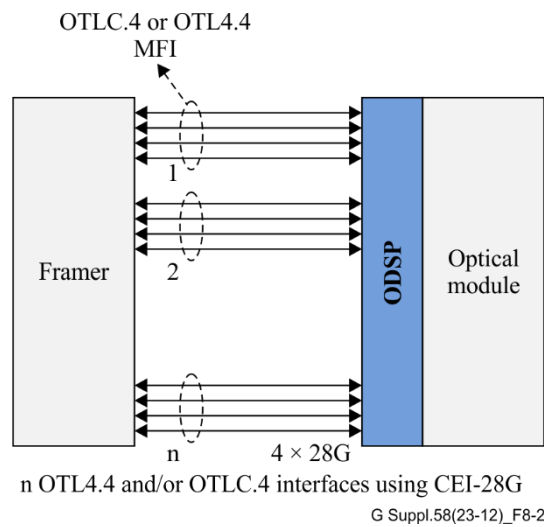 OTLC.4 or OTL4.4
MFI
1
2
Framer
ODSP
Optical
module
n
4 × 28G
n OTL4.4 and/or OTLC.4 interfaces using CEI-28G
G Suppl.58(23-12)_F8-2